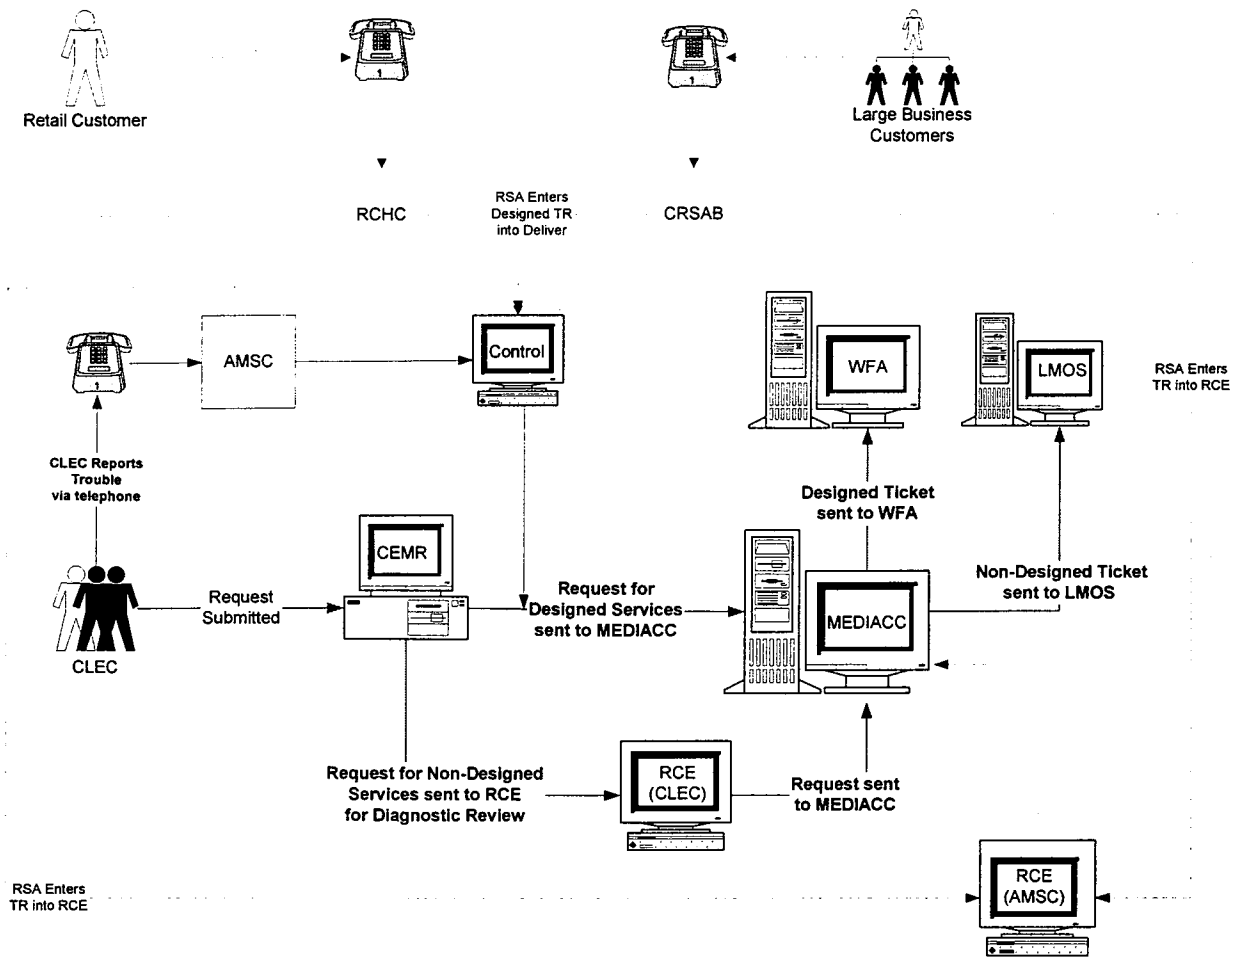 Retail Customer
1
1
Large Business
Customers
RCHC
RSA Enters
Designed TR
into Deliver
CRSAB
1
AMSC
Control
WFA
LMOS
RSA Enters
TR into RCE
CLEC Reports
Trouble
via telephone
Designed Ticket
sent to WFA
CEMR
Non-Designed Ticket
sent to LMOS
Request
Submitted
Request for
Designed Services
sent to MEDIACC
MEDIACC
CLEC
Request for Non-Designed
Services sent to RCE
for Diagnostic Review
RCE
(CLEC)
Request sent
to MEDIACC
RSA Enters
TR into RCE
RCE
(AMSC)